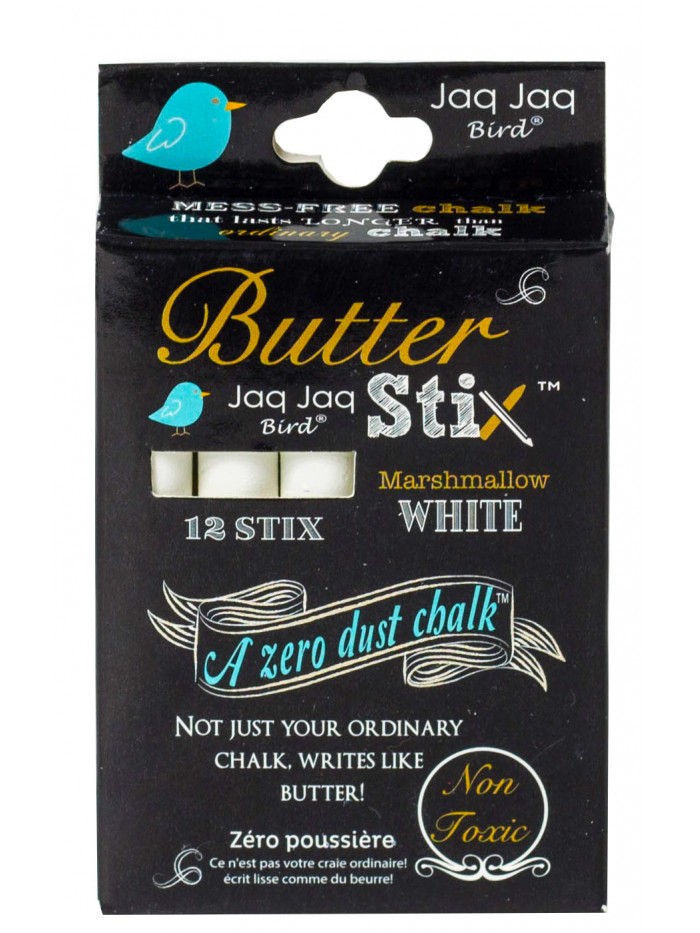 Jaq Jaq
Bird®
MESS-FREE chalk
that lasts LONGER than
ordinary chalk
Butter
Jaq Jaq
Bird®
Stix™
Marshmallow
WHITE
12 STIX
A zero dust chalk™
NOT JUST YOUR ORDINARY
CHALK, WRITES LIKE
BUTTER!
Non
Toxic
Zéro poussière
Ce n'est pas votre craie ordinaire!
écrit lisse comme du beurre!